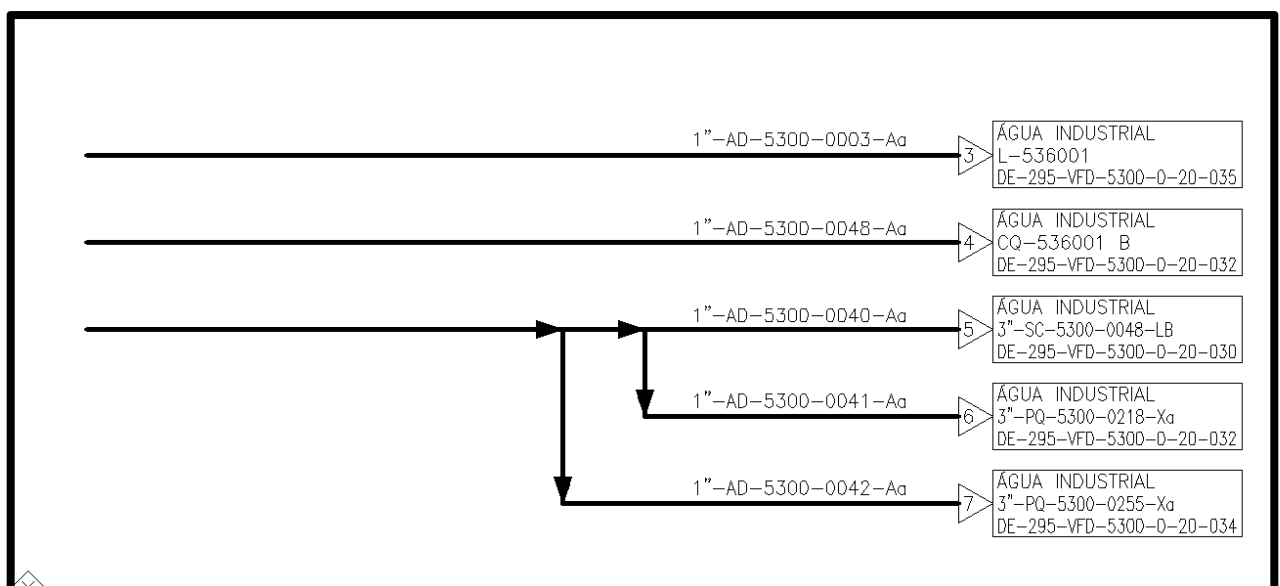 1"-AD-5300-0003-Aa
3
ÁGUA INDUSTRIAL
L-536001
DE-295-VFD-5300-0-20-035
1"-AD-5300-0048-Aa
4
ÁGUA INDUSTRIAL
CQ-536001 B
DE-295-VFD-5300-0-20-032
1"-AD-5300-0040-Aa
5
ÁGUA INDUSTRIAL
3"-SC-5300-0048-LB
DE-295-VFD-5300-0-20-030
1"-AD-5300-0041-Aa
6
ÁGUA INDUSTRIAL
3"-PQ-5300-0218-Xa
DE-295-VFD-5300-0-20-032
1"-AD-5300-0042-Aa
7
ÁGUA INDUSTRIAL
3"-PQ-5300-0255-Xa
DE-295-VFD-5300-0-20-034